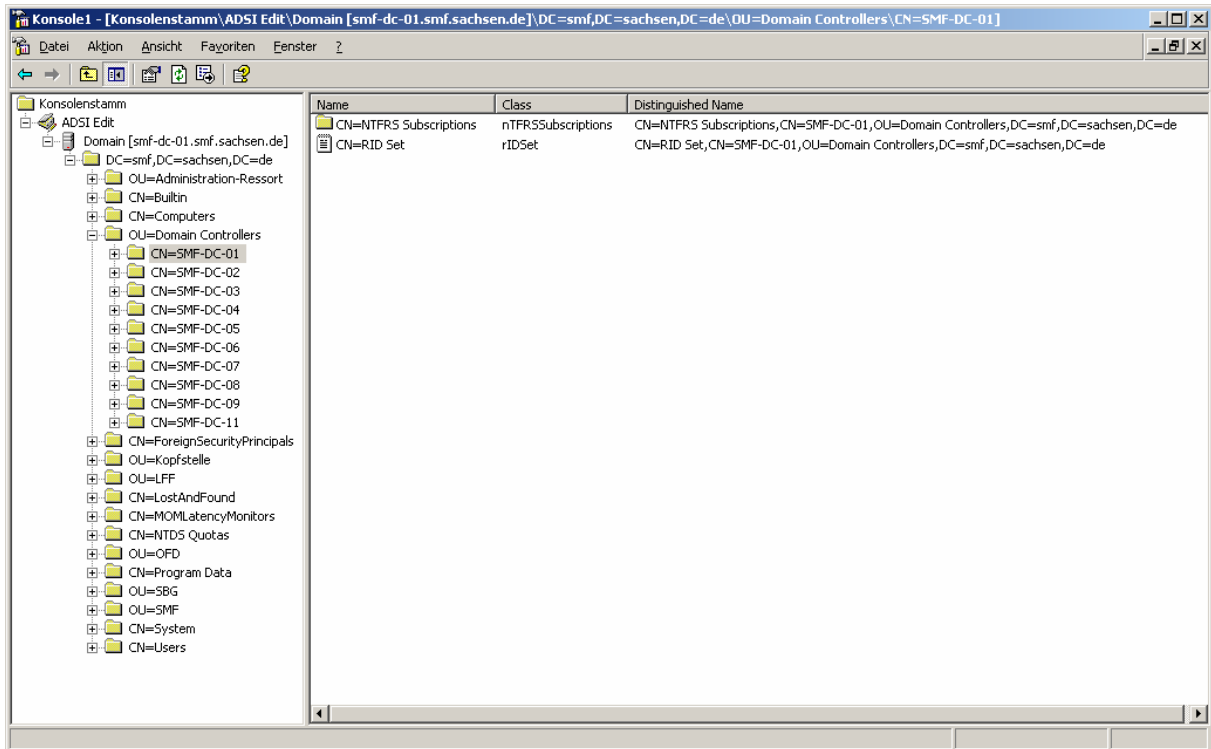 Konsole1 - [Konsolenstamm\ADSI Edit\Domain [smf-dc-01.smf.sachsen.de]\DC=smf,DC=sachsen,DC=de\OU=Domain Controllers\CN=SMF-DC-01]
Datei Aktion Ansicht Favoriten Fenster ?
Konsolenstamm
ADSI Edit
Domain [smf-dc-01.smf.sachsen.de]
DC=smf,DC=sachsen,DC=de
OU=Administration-Ressort
CN=Builtin
CN=Computers
OU=Domain Controllers
CN=SMF-DC-01
CN=SMF-DC-02
CN=SMF-DC-03
CN=SMF-DC-04
CN=SMF-DC-05
CN=SMF-DC-06
CN=SMF-DC-07
CN=SMF-DC-08
CN=SMF-DC-09
CN=SMF-DC-11
CN=ForeignSecurityPrincipals
OU=Kopfstelle
OU=LFF
CN=LostAndFound
CN=MOMLatencyMonitors
CN=NTDS Quotas
OU=OFD
CN=Program Data
OU=SBG
OU=SMF
CN=System
CN=Users
Name Class Distinguished Name
CN=NTFRS Subscriptions nTFRSSubscriptions CN=NTFRS Subscriptions,CN=SMF-DC-01,OU=Domain Controllers,DC=smf,DC=sachsen,DC=de
CN=RID Set rIDSet CN=RID Set,CN=SMF-DC-01,OU=Domain Controllers,DC=smf,DC=sachsen,DC=de